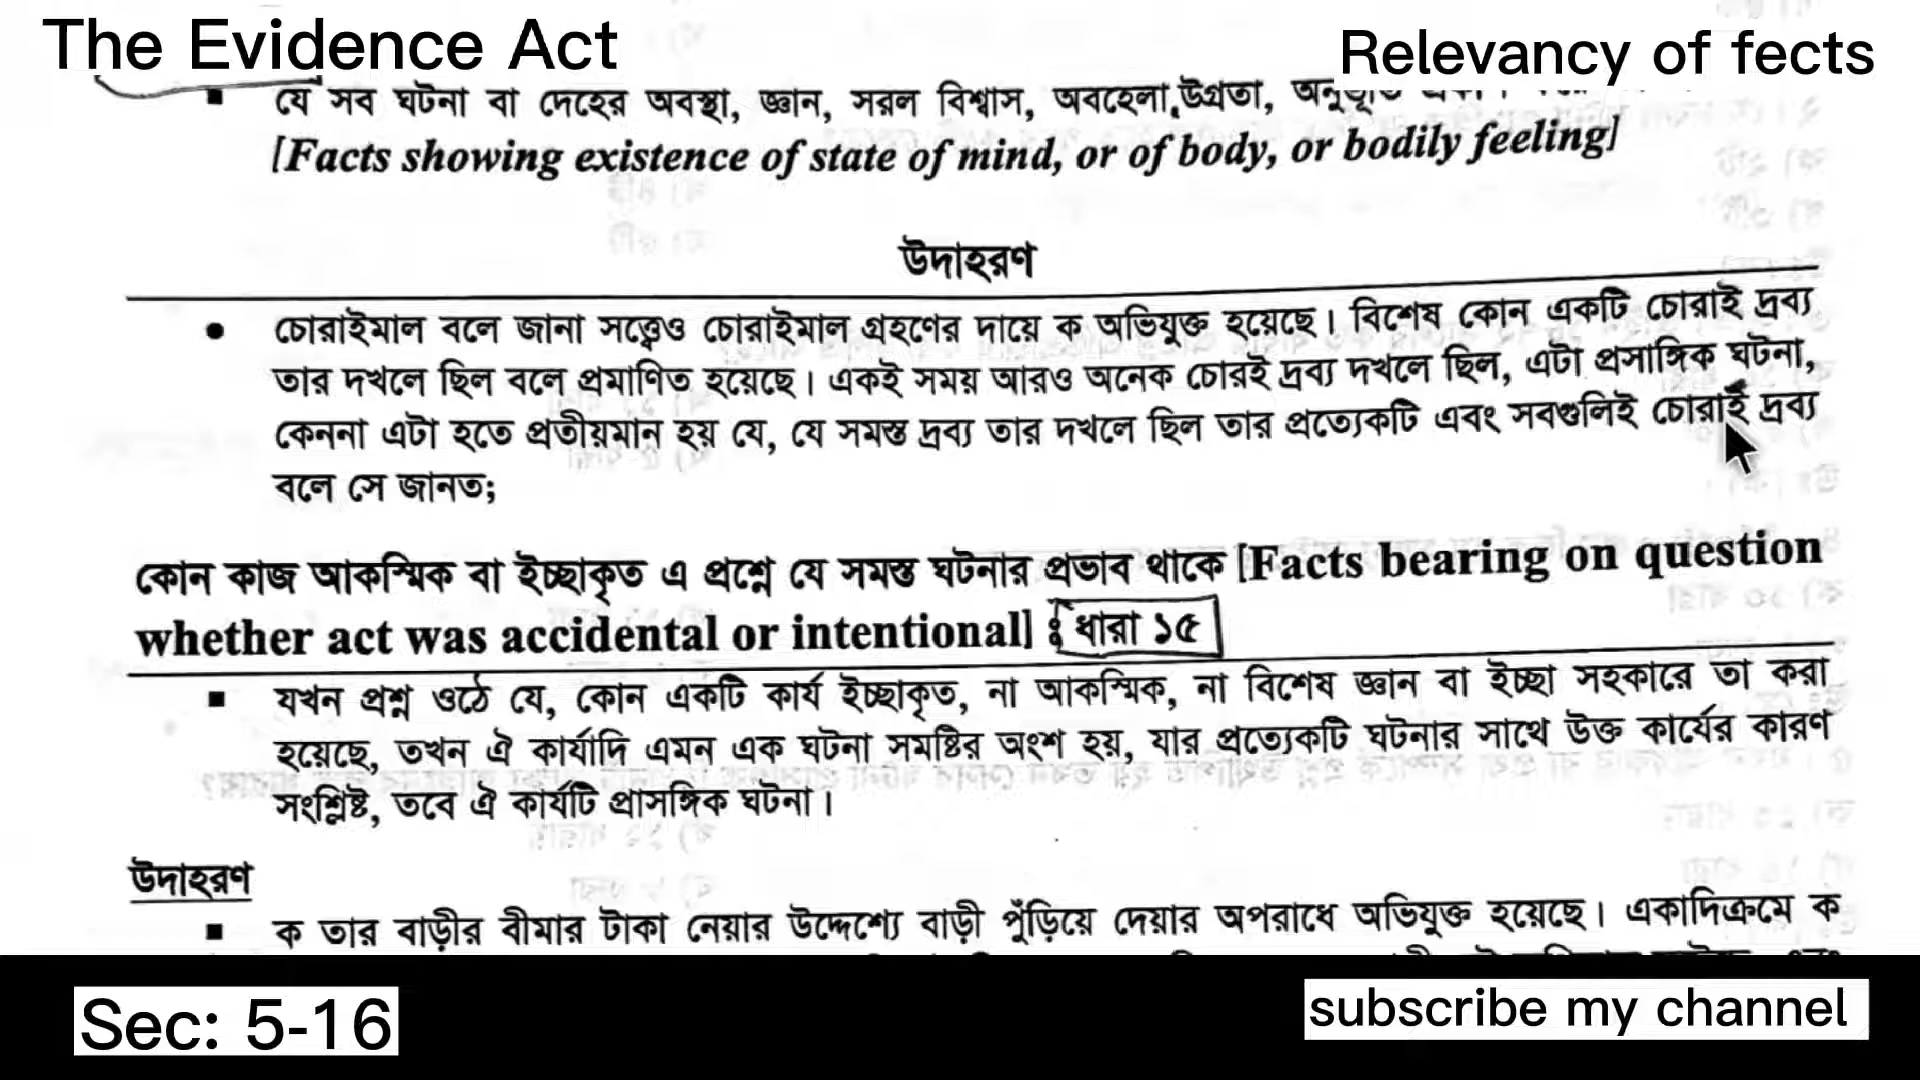 The Evidence Act
Relevancy of fects
যে সব ঘটনা বা দেহের অবস্থা, জ্ঞান, সরল বিশ্বাস, অবহেলা,উগ্রতা,
[Facts showing existence of state of mind, or of body, or bodily feeling]
উদাহরণ
চোরাইমাল বলে জানা সত্ত্বেও চোরাইমাল গ্রহণের দায়ে ক অভিযুক্ত হয়েছে। বিশেষ কোন একটি চোরাই দ্রব্য
তার দখলে ছিল বলে প্রমাণিত হয়েছে। একই সময় আরও অনেক চোরই দ্রব্য দখলে ছিল, এটা প্রসাঙ্গিক ঘটনা,
কেননা এটা হতে প্রতীয়মান হয় যে, যে সমস্ত দ্রব্য তার দখলে ছিল তার প্রত্যেকটি এবং সবগুলিই চোরাই দ্রব্য
বলে সে জানত;
কোন কাজ আকস্মিক বা ইচ্ছাকৃত এ প্রশ্নে যে সমস্ত ঘটনার প্রভাব থাকে [Facts bearing on question
whether act was accidental or intentional] ঃ ধারা ১৫
যখন প্রশ্ন ওঠে যে, কোন একটি কার্য ইচ্ছাকৃত, না আকস্মিক, না বিশেষ জ্ঞান বা ইচ্ছা সহকারে তা করা
হয়েছে, তখন ঐ কার্যাদি এমন এক ঘটনা সমষ্টির অংশ হয়, যার প্রত্যেকটি ঘটনার সাথে উক্ত কার্যের কারণ
সংশ্লিষ্ট, তবে ঐ কার্যটি প্রাসঙ্গিক ঘটনা।
উদাহরণ
ক তার বাড়ীর বীমার টাকা নেয়ার উদ্দেশ্যে বাড়ী পুঁড়িয়ে দেয়ার অপরাধে অভিযুক্ত হয়েছে। একাদিক্রমে ক
Sec: 5-16
subscribe my channel